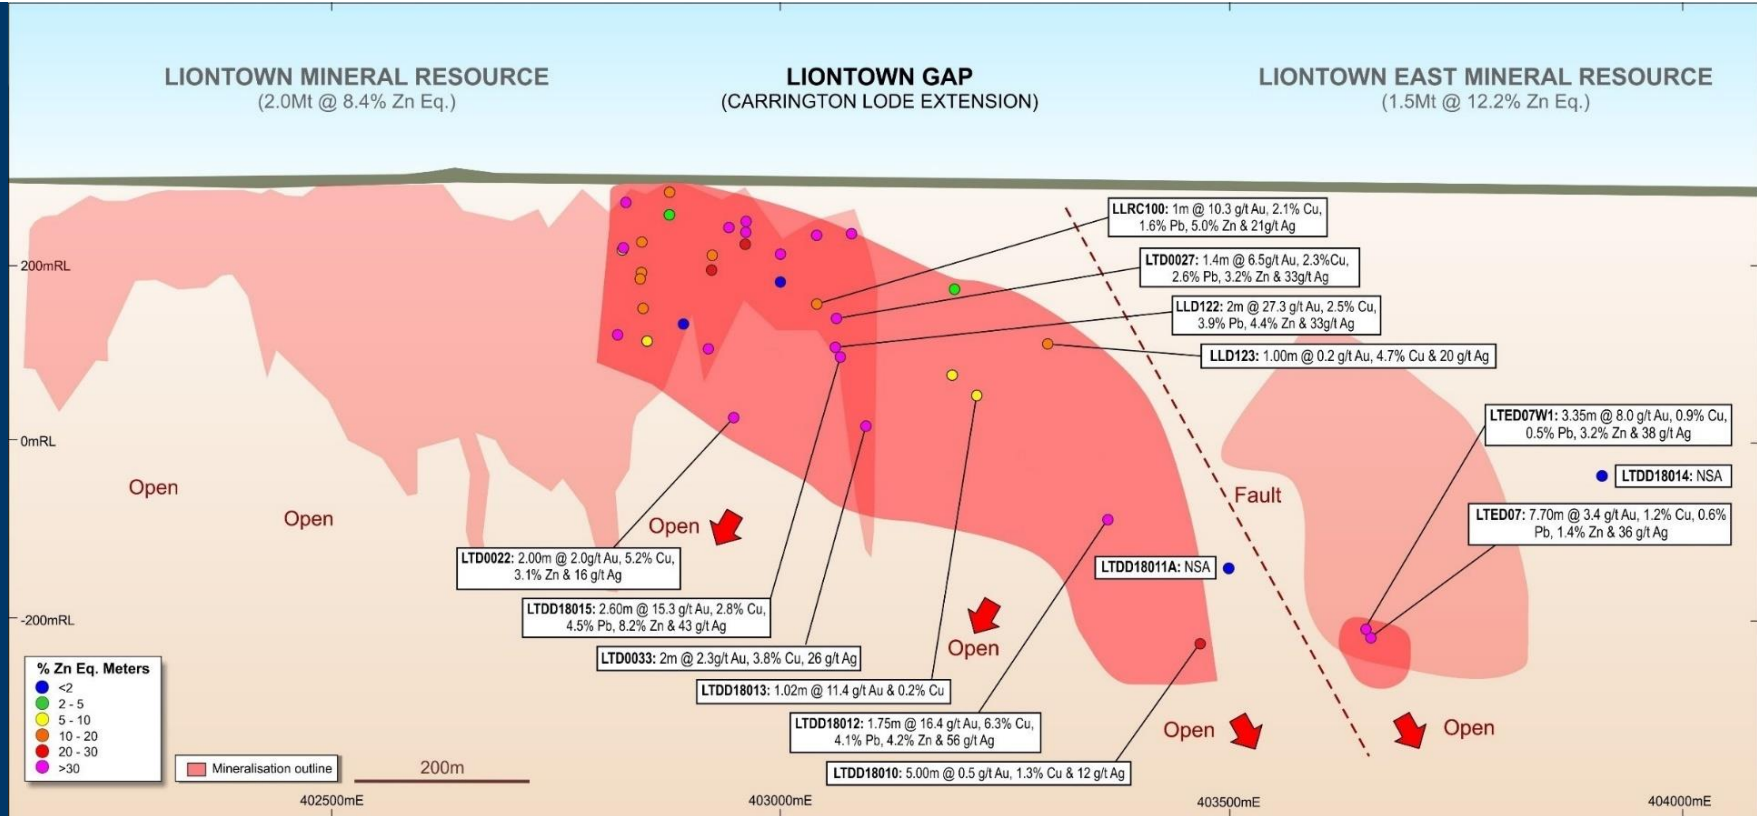 LIONTOWN MINERAL RESOURCE
(2.0Mt @ 8.4% Zn Eq.)
LIONTOWN GAP
(CARRINGTON LODE EXTENSION)
LIONTOWN EAST MINERAL RESOURCE
(1.5Mt @ 12.2% Zn Eq.)
LLRC100: 1m @ 10.3 g/t Au, 2.1% Cu,
1.6% Pb, 5.0% Zn & 21g/t Ag
LTD0027: 1.4m @ 6.5g/t Au, 2.3%Cu,
2.6% Pb, 3.2% Zn & 33g/t Ag
200mRL
LLD122: 2m @ 27.3 g/t Au, 2.5% Cu,
3.9% Pb, 4.4% Zn & 33g/t Ag
LLD123: 1.00m @ 0.2 g/t Au, 4.7% Cu & 20 g/t Ag
LTED07W1: 3.35m @ 8.0 g/t Au, 0.9% Cu,
0.5% Pb, 3.2% Zn & 38 g/t Ag
0mRL
LTDD18014: NSA
Open
Open
Open
Fault
LTED07: 7.70m @ 3.4 g/t Au, 1.2% Cu, 0.6%
Pb, 1.4% Zn & 36 g/t Ag
LTD0022: 2.00m @ 2.0g/t Au, 5.2% Cu,
3.1% Zn & 16 g/t Ag
LTDD18011A: NSA
LTDD18015: 2.60m @ 15.3 g/t Au, 2.8% Cu,
4.5% Pb, 8.2% Zn & 43 g/t Ag
-200mRL
Open
LTD0033: 2m @ 2.3g/t Au, 3.8% Cu, 26 g/t Ag
LTDD18013: 1.02m @ 11.4 g/t Au & 0.2% Cu
LTDD18012: 1.75m @ 16.4 g/t Au, 6.3% Cu,
4.1% Pb, 4.2% Zn & 56 g/t Ag
Open
Open
LTDD18010: 5.00m @ 0.5 g/t Au, 1.3% Cu & 12 g/t Ag
% Zn Eq. Meters
<2
2 - 5
5 - 10
10 - 20
20 - 30
>30
Mineralisation outline
200m
402500mE
403000mE
403500mE
404000mE